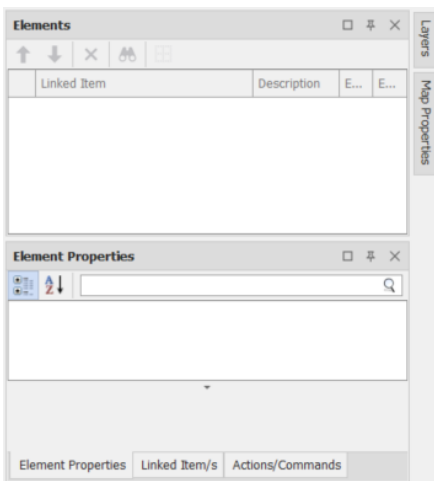 Elements
Linked Item
Description
E...
E...
Element Properties
Element Properties
Linked Item/s
Actions/Commands
Layers
Map Properties